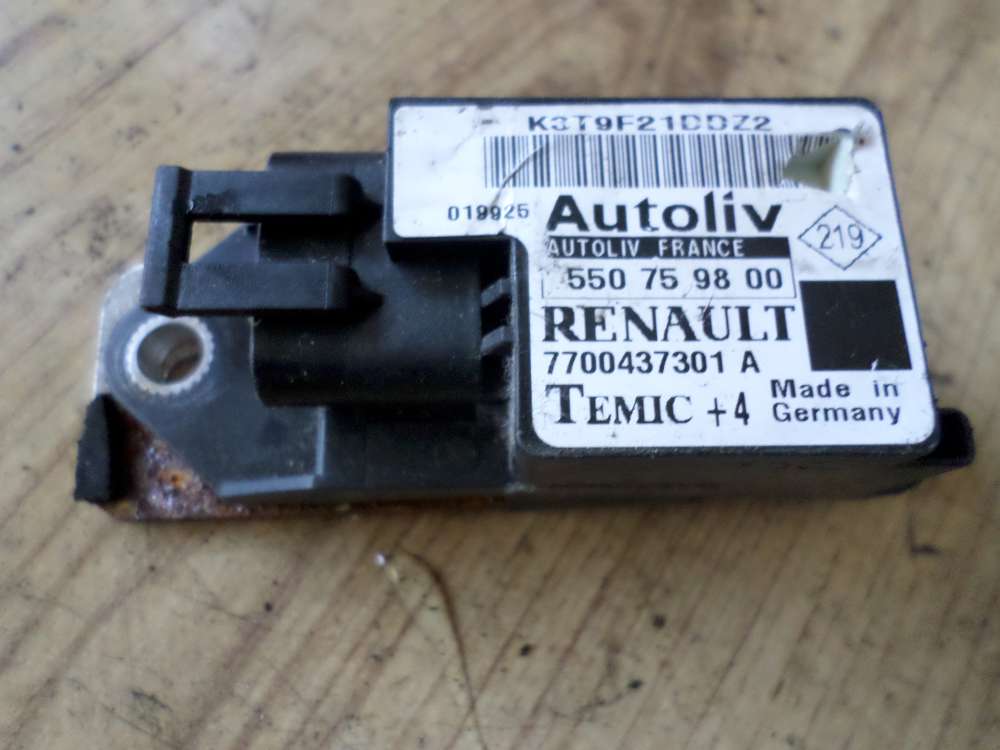 K3T9F21DDZ2
019925 Autoliv
AUTOLIV FRANCE
219
550 75 98 00
RENAULT
7700437301 A
TEMIC +4
Made in
Germany